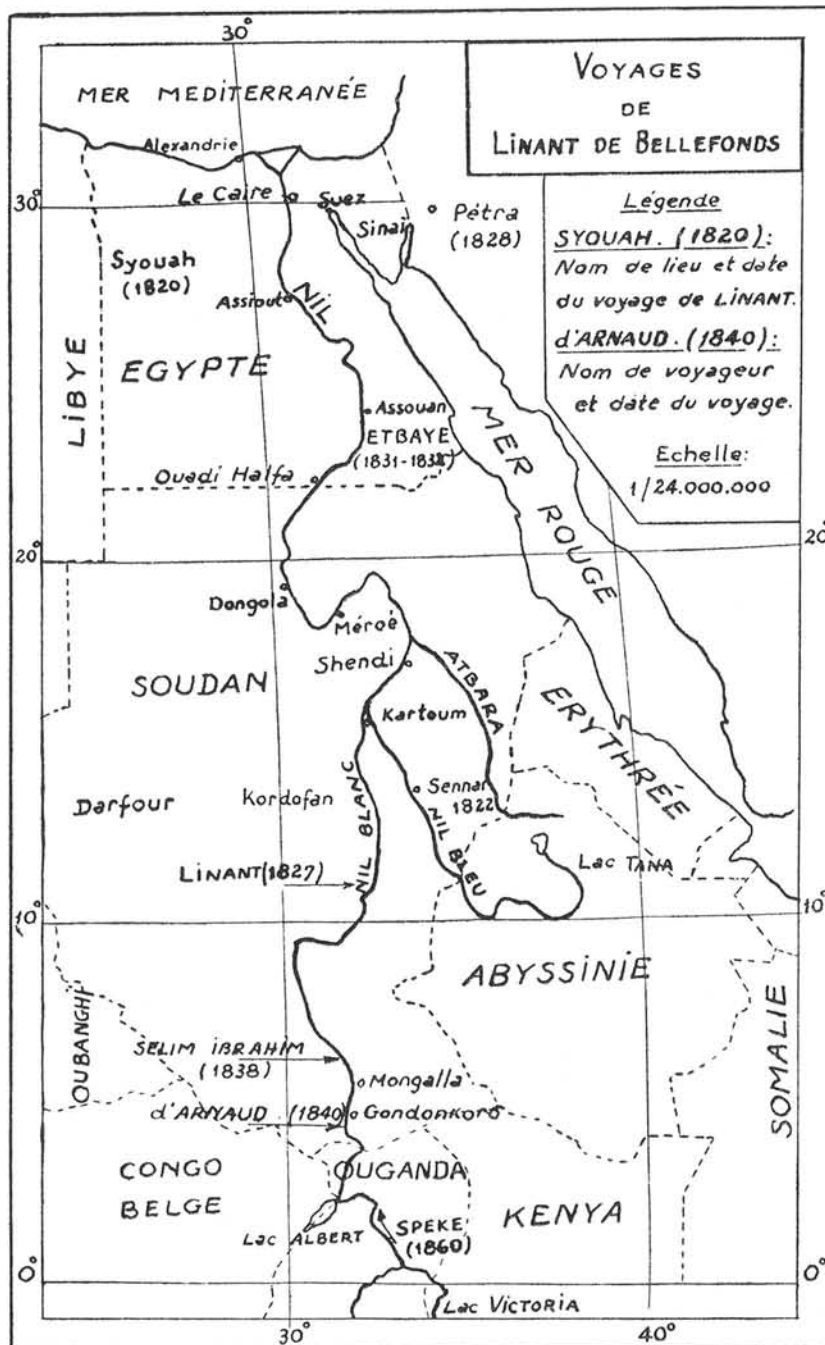 30°
VOYAGES
DE
LINANT DE BELLEFONDS
MER MEDITERRANÉE
Alexandrie
Légende
SYOUAH. (1820):
Nom de lieu et date
du voyage de LINANT.
d'ARNAUD. (1840):
Nom de voyageur
et date du voyage.
Echelle:
1/24.000.000
30°
Le Caire
Suez
Sinaï
Pétra
(1828)
Syouah
(1820)
Assiout
NIL
LIBYE
EGYPTE
Assouan
ETBAYE
Ouadi Halfa
MER ROUGE
20°
20°
Dongola
Méroé
Shendi
ATBARA
SOUDAN
Kartoum
ERYTHRÉE
Darfour
Kordofan
NIL BLANC
Sennar
1822
NIL BLEU
Lac TANA
LINANT (1827)
10°
10°
ABYSSINIE
OUBANGHI
SOMALIE
SELIM IBRAHIM
(1838)
Mongalla
d'ARNAUD. (1840)
Gondonkoro
CONGO
BELGE
OUGANDA
KENYA
Lac ALBERT
SPEKE
(1860)
0°
0°
Lac VICTORIA
30°
40°